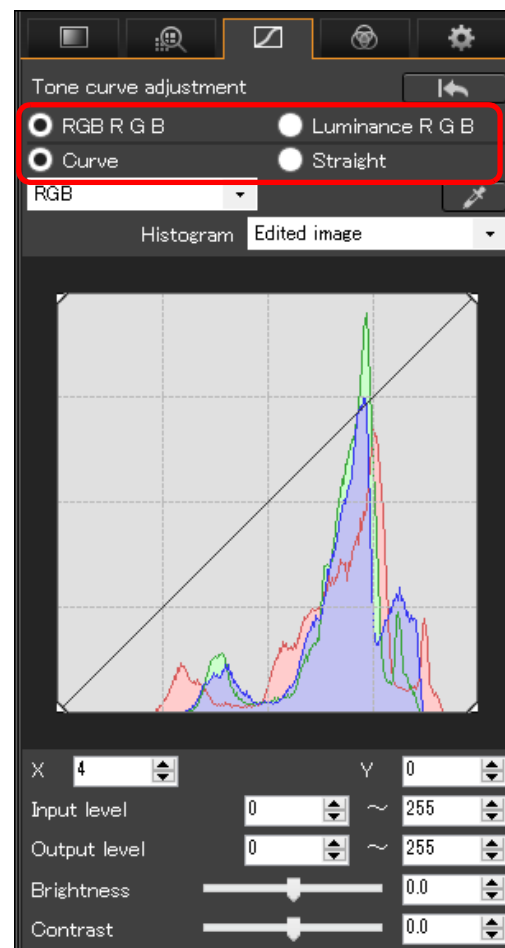 Tone curve adjustment
RGB R G B Luminance R G B
Curve Straight
RGB
Histogram Edited image
X 4 Y 0
Input level 0 ~ 255
Output level 0 ~ 255
Brightness 0.0
Contrast 0.0